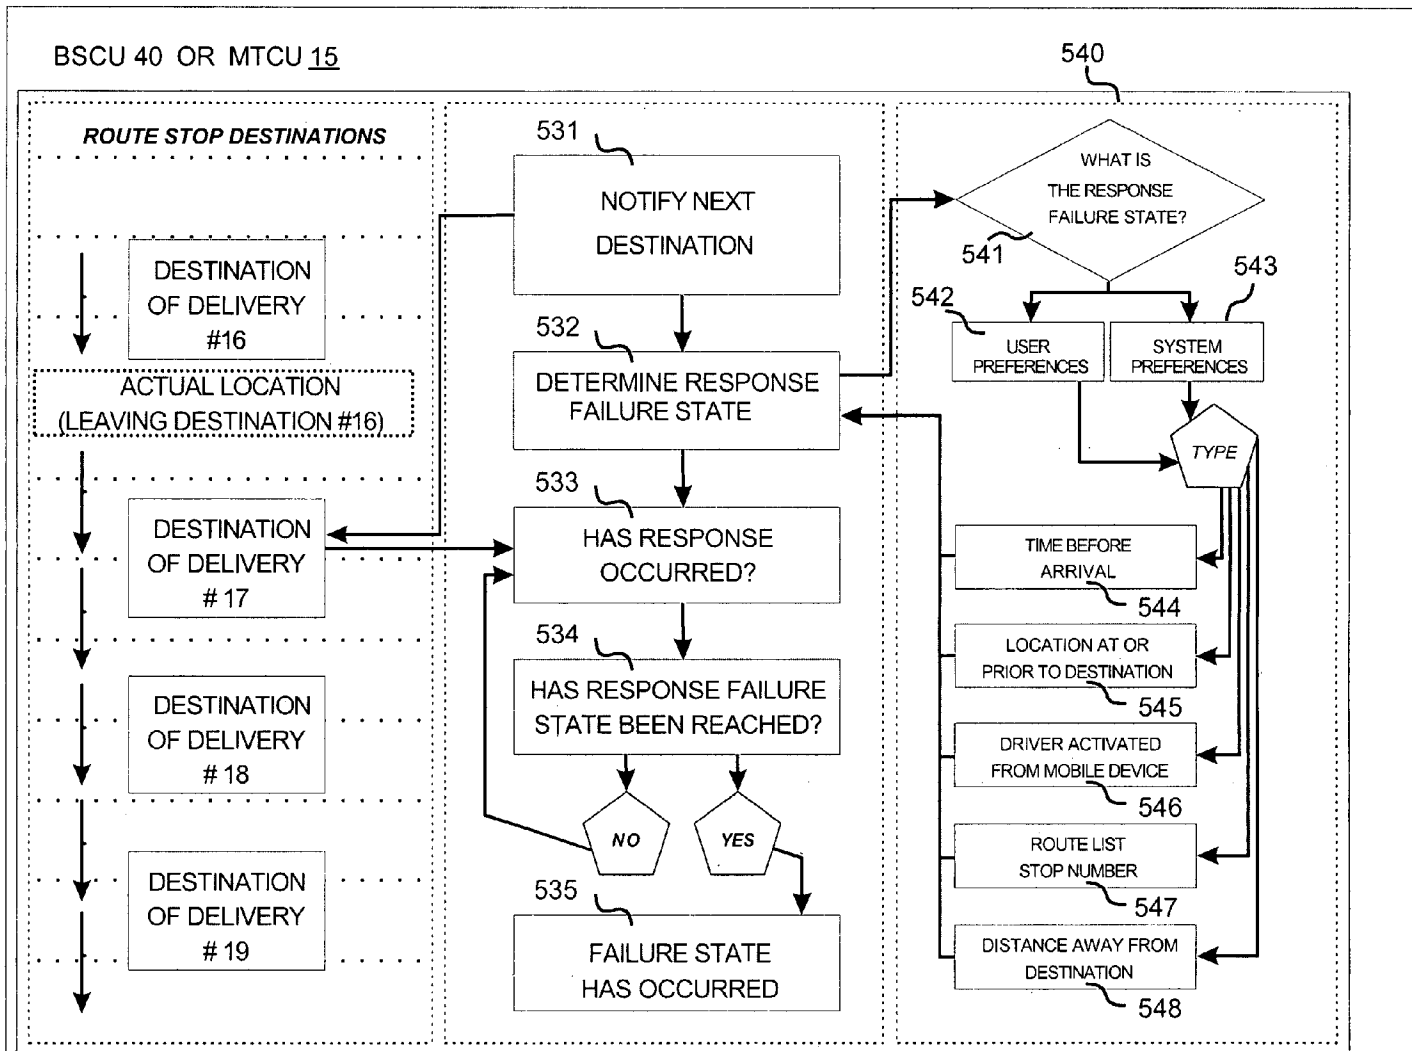 BSCU 40 OR MTCU 15
ROUTE STOP DESTINATIONS
DESTINATION
OF DELIVERY
#16
ACTUAL LOCATION
(LEAVING DESTINATION #16)
DESTINATION
OF DELIVERY
# 17
DESTINATION
OF DELIVERY
# 18
DESTINATION
OF DELIVERY
# 19
531
NOTIFY NEXT
DESTINATION
532
DETERMINE RESPONSE
FAILURE STATE
533
HAS RESPONSE
OCCURRED?
534
HAS RESPONSE FAILURE
STATE BEEN REACHED?
NO
YES
535
FAILURE STATE
HAS OCCURRED
540
WHAT IS
THE RESPONSE
FAILURE STATE?
541
542
USER
PREFERENCES
543
SYSTEM
PREFERENCES
TYPE
TIME BEFORE
ARRIVAL
544
LOCATION AT OR
PRIOR TO DESTINATION
545
DRIVER ACTIVATED
FROM MOBILE DEVICE
546
ROUTE LIST
STOP NUMBER
547
DISTANCE AWAY FROM
DESTINATION
548